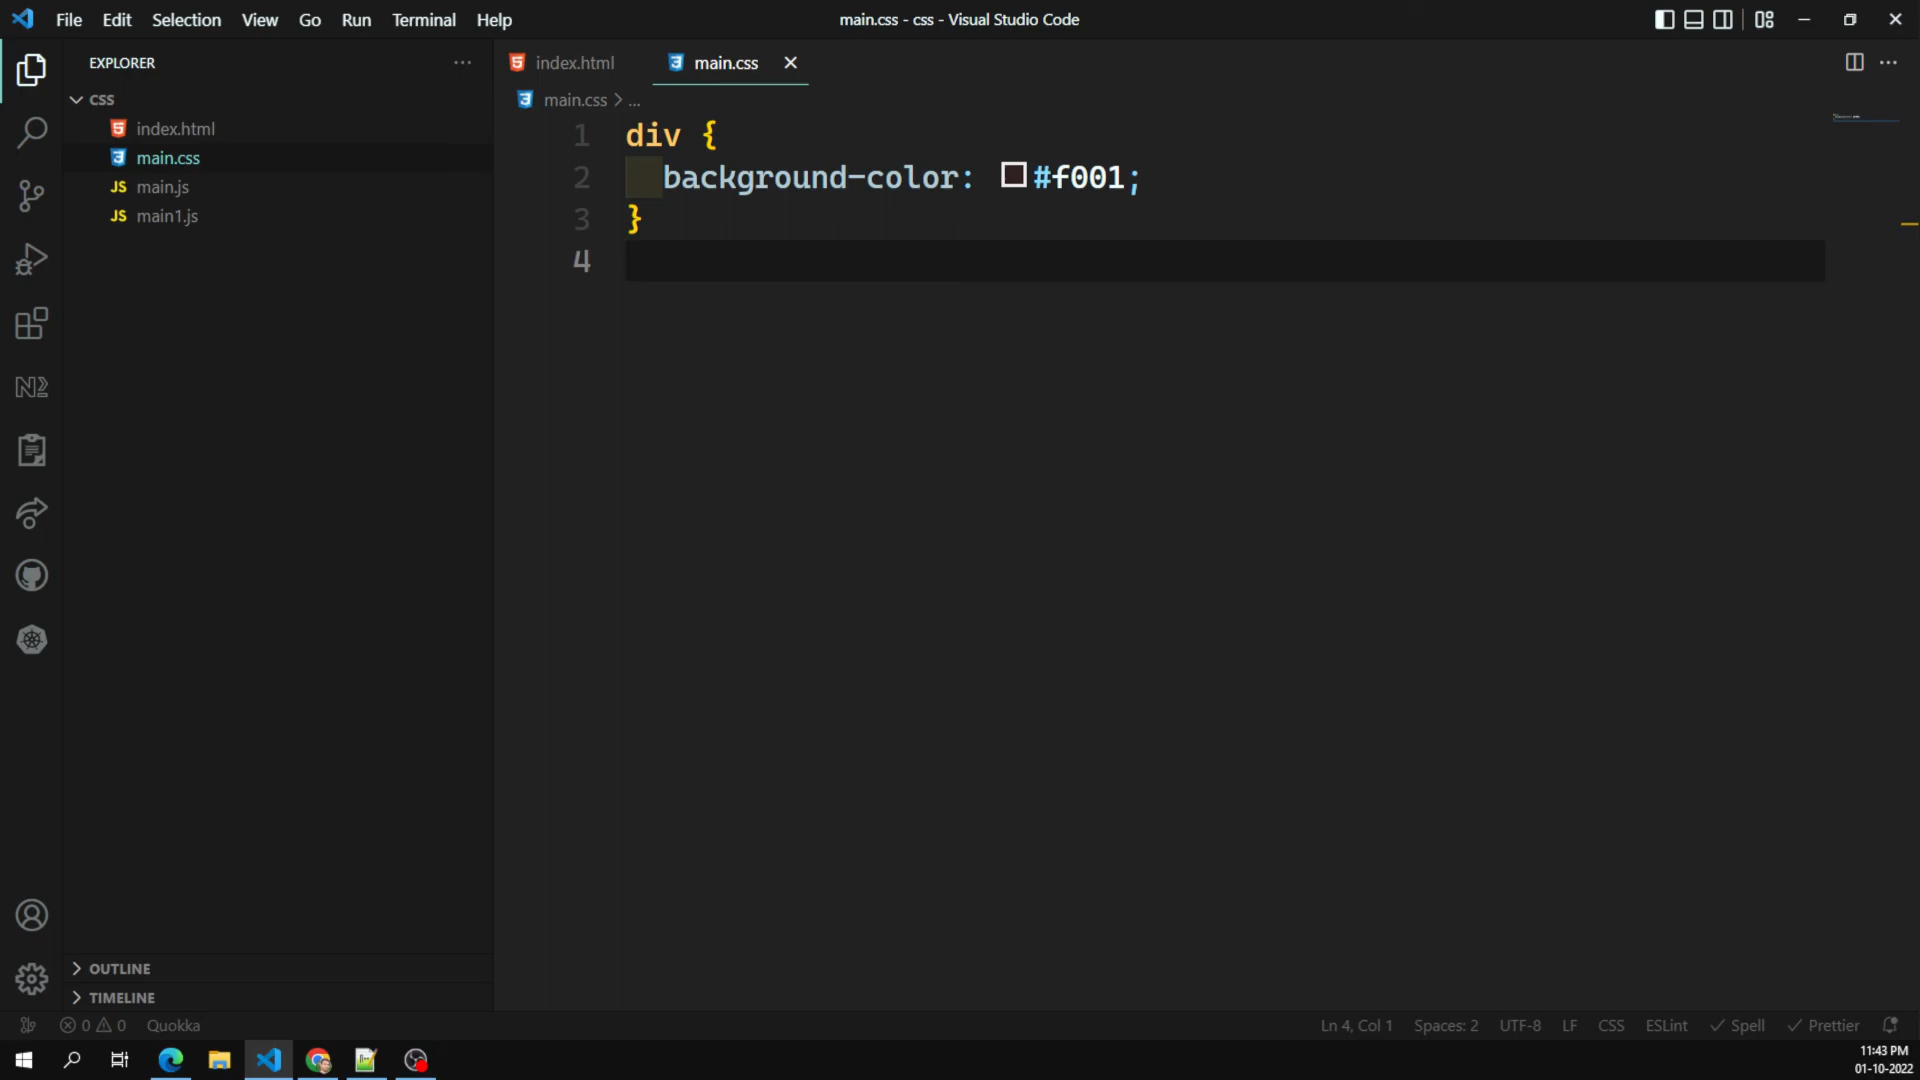 File Edit Selection View Go Run Terminal Help
main.css - css - Visual Studio Code
EXPLORER
CSS
index.html
main.css
JS main.js
JS main1.js
OUTLINE
TIMELINE
index.html
main.css
main.css > ...
1 div {
2 background-color: #f001;
3 }
4
0 0 Quokka
Ln 4, Col 1 Spaces: 2 UTF-8 LF CSS ESLint Spell Prettier
11:43 PM
01-10-2022